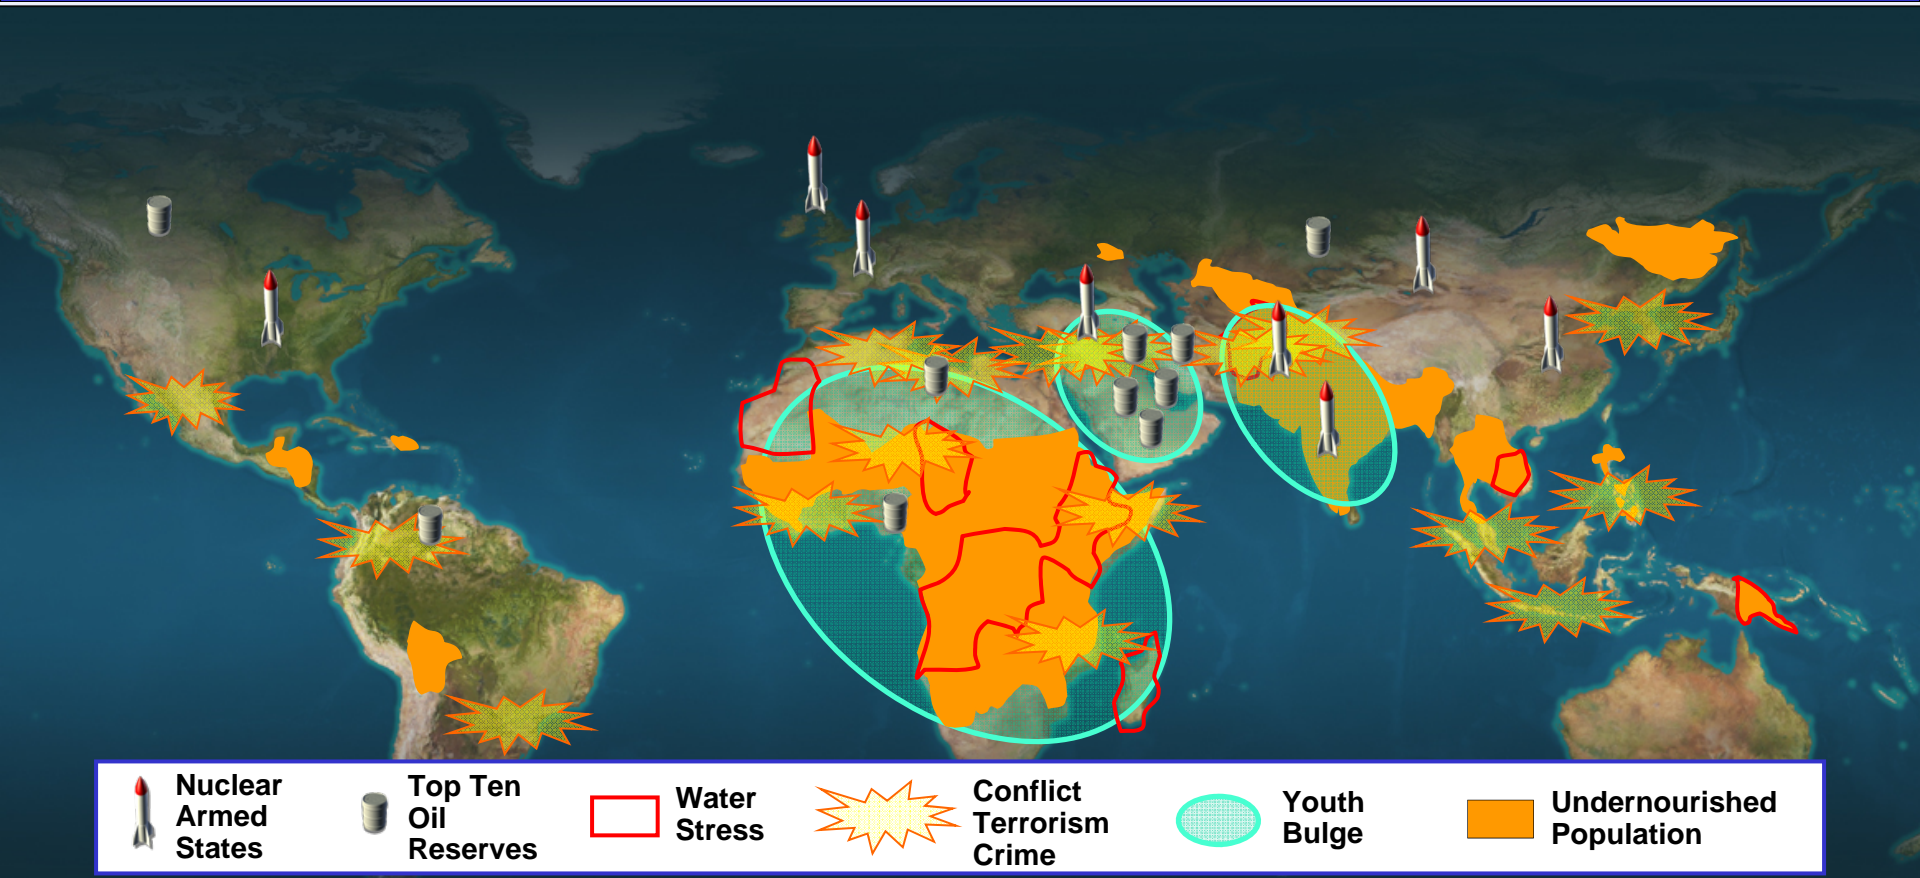 Nuclear
Armed
States
Top Ten
Oil
Reserves
Water
Stress
Conflict
Terrorism
Crime
Youth
Bulge
Undernourished
Population